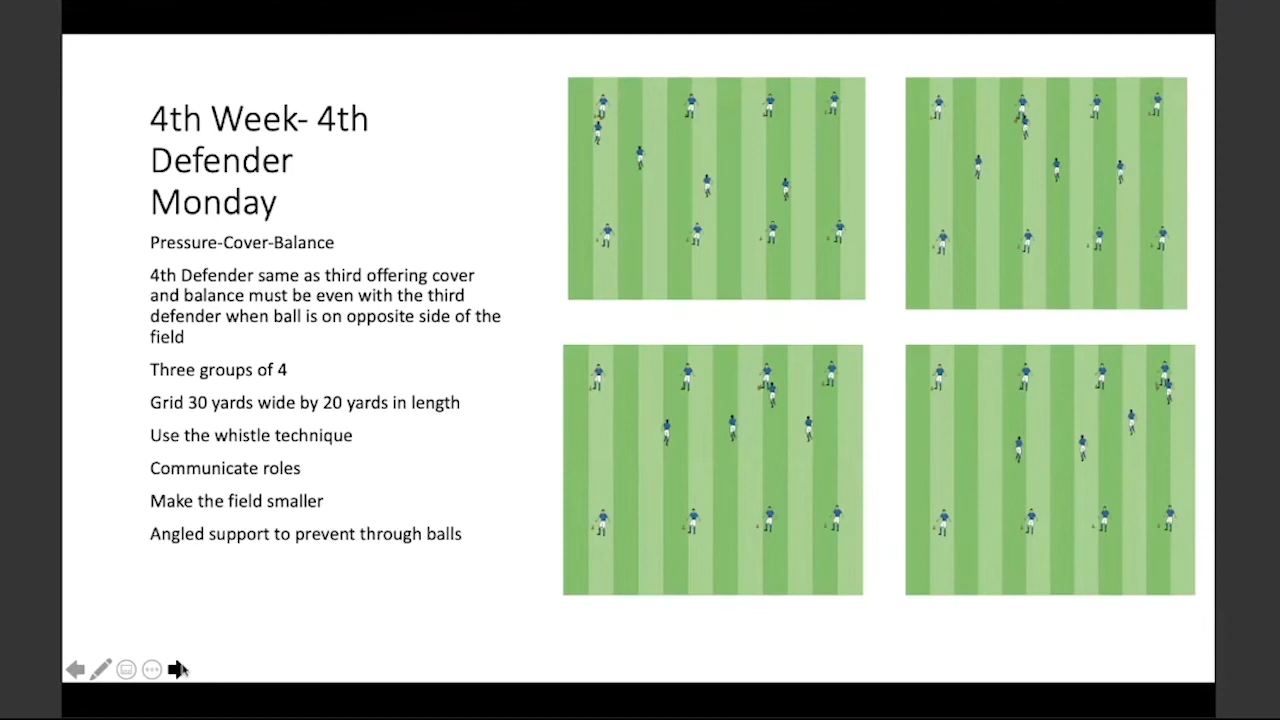 4th Week- 4th
Defender
Monday
Pressure-Cover-Balance
4th Defender same as third offering cover
and balance must be even with the third
defender when ball is on opposite side of the
field
Three groups of 4
Grid 30 yards wide by 20 yards in length
Use the whistle technique
Communicate roles
Make the field smaller
Angled support to prevent through balls